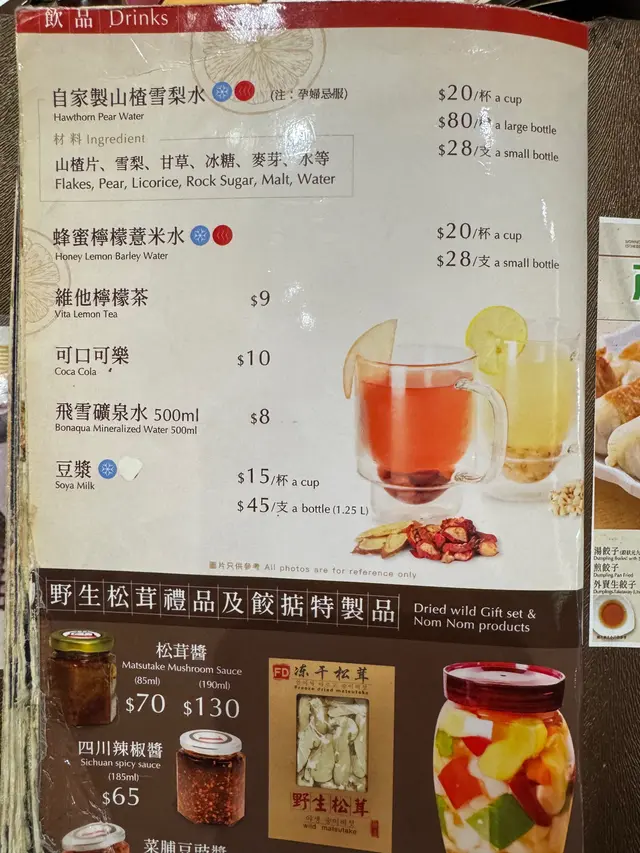 飲品 Drinks
自家製山楂雪梨水 (注：孕婦忌服)
Hawthorn Pear Water
$20/杯 a cup
$80/ a large bottle
$28/支 a small bottle
材料 Ingredient
山楂片、雪梨、甘草、冰糖、麥芽、水等
Flakes, Pear, Licorice, Rock Sugar, Malt, Water
蜂蜜檸檬薏米水
Honey Lemon Barley Water
$20/杯 a cup
$28/支 a small bottle
維他檸檬茶 $9
Vita Lemon Tea
可口可樂 $10
Coca Cola
飛雪礦泉水 500ml $8
Bonaqua Mineralized Water 500ml
豆漿
Soya Milk
$15/杯 a cup
$45/支 a bottle (1.25 L)
圖片只供參考 All photos are for reference only
野生松茸禮品及餃掂特製品
Dried wild Gift set &
Nom Nom products
松茸醬
Matsutake Mushroom Sauce
(85ml) (190ml)
$70 $130
四川辣椒醬
Sichuan spicy sauce
(185ml)
$65
菜脯豆豉醬
FD 冻干松茸
Freeze dried matsutake
野生松茸
wild matsutake
湯餃子
煎餃子
Dumpling Pan Fried
外賣生餃子